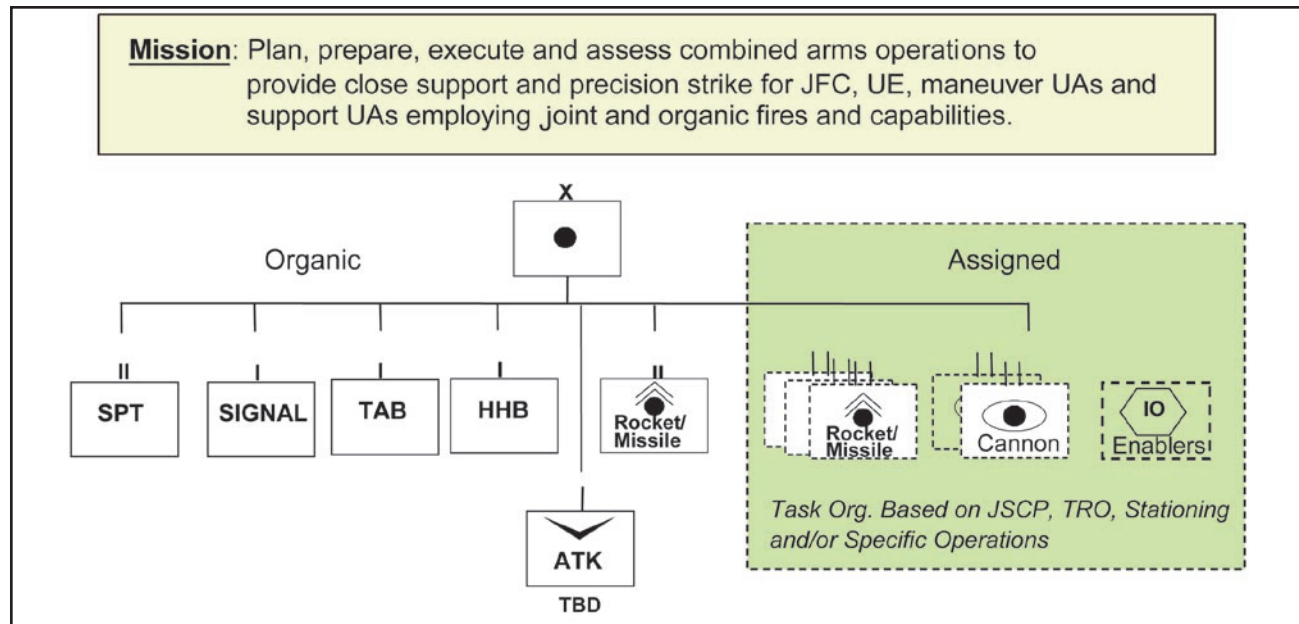 Mission: Plan, prepare, execute and assess combined arms operations to
provide close support and precision strike for JFC, UE, maneuver UAs and
support UAs employing joint and organic fires and capabilities.
X
Organic
Assigned
II
I
I
I
II
SPT
SIGNAL
TAB
HHB
Rocket/
Missile
Rocket/
Missile
Cannon
IO
Enablers
Task Org. Based on JSCP, TRO, Stationing
and/or Specific Operations
I
ATK
TBD